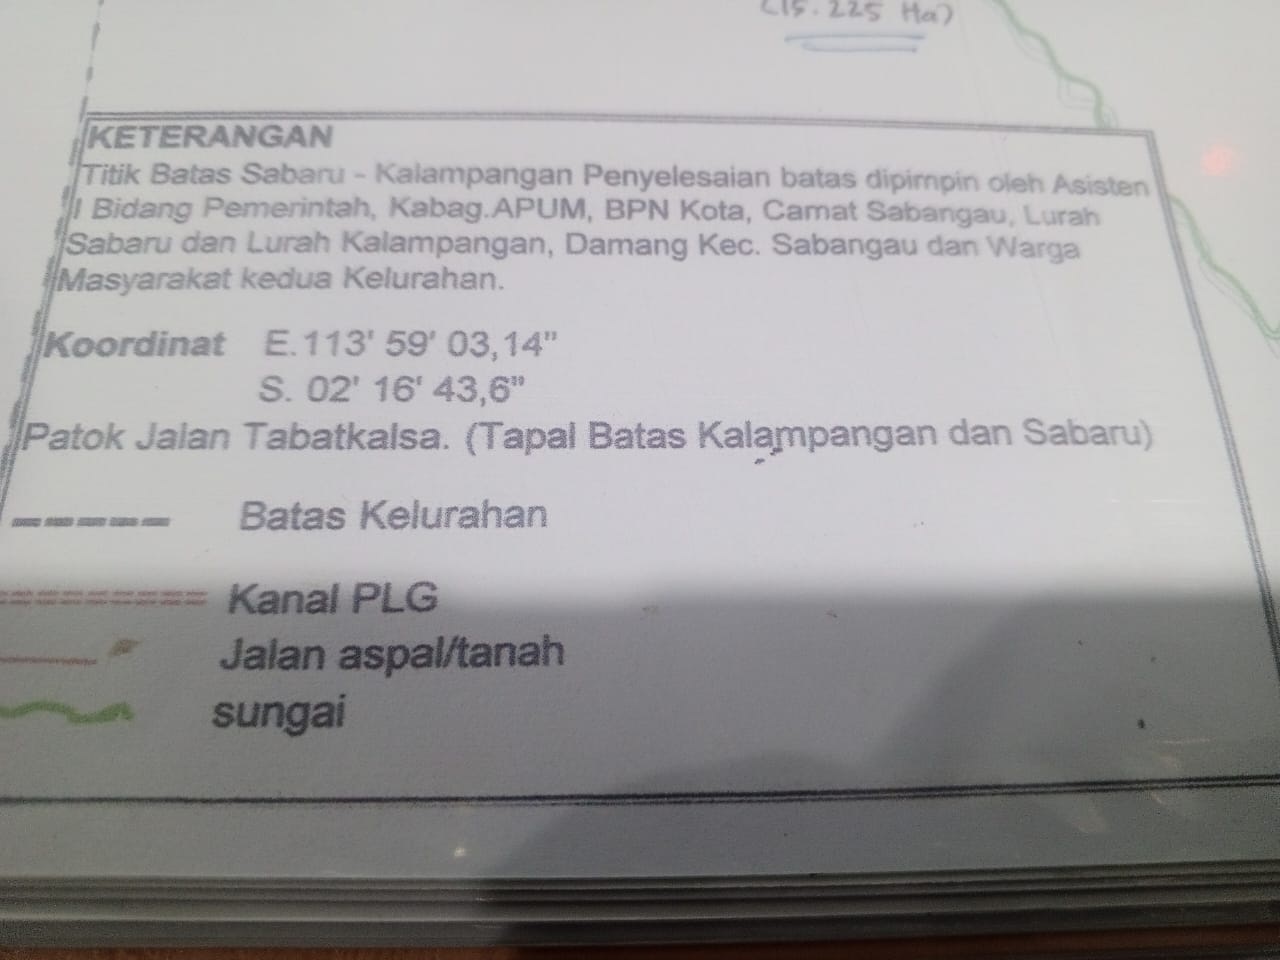 (15.225 Ha)
KETERANGAN
Titik Batas Sabaru - Kalampangan Penyelesaian batas dipimpin oleh Asisten
I Bidang Pemerintah, Kabag.APUM, BPN Kota, Camat Sabangau, Lurah
Sabaru dan Lurah Kalampangan, Damang Kec. Sabangau dan Warga
Masyarakat kedua Kelurahan.
Koordinat E.113' 59' 03,14"
S. 02' 16' 43,6"
Patok Jalan Tabatkalsa. (Tapal Batas Kalampangan dan Sabaru)
Batas Kelurahan
Kanal PLG
Jalan aspal/tanah
sungai